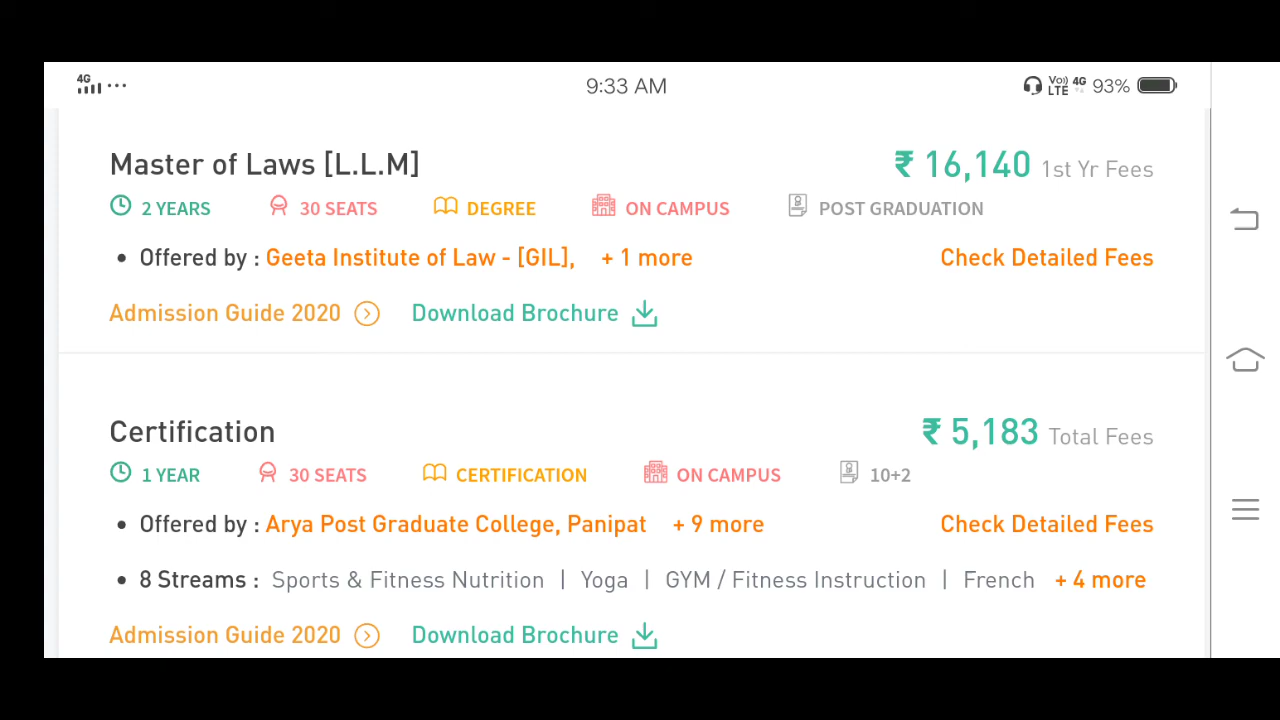 4G ... 9:33 AM Vo)) LTE 4G 93%
Master of Laws [L.L.M] ₹ 16,140 1st Yr Fees
2 YEARS 30 SEATS DEGREE ON CAMPUS POST GRADUATION
• Offered by : Geeta Institute of Law - [GIL], + 1 more Check Detailed Fees
Admission Guide 2020 Download Brochure
Certification ₹ 5,183 Total Fees
1 YEAR 30 SEATS CERTIFICATION ON CAMPUS 10+2
• Offered by : Arya Post Graduate College, Panipat + 9 more Check Detailed Fees
• 8 Streams : Sports & Fitness Nutrition | Yoga | GYM / Fitness Instruction | French + 4 more
Admission Guide 2020 Download Brochure